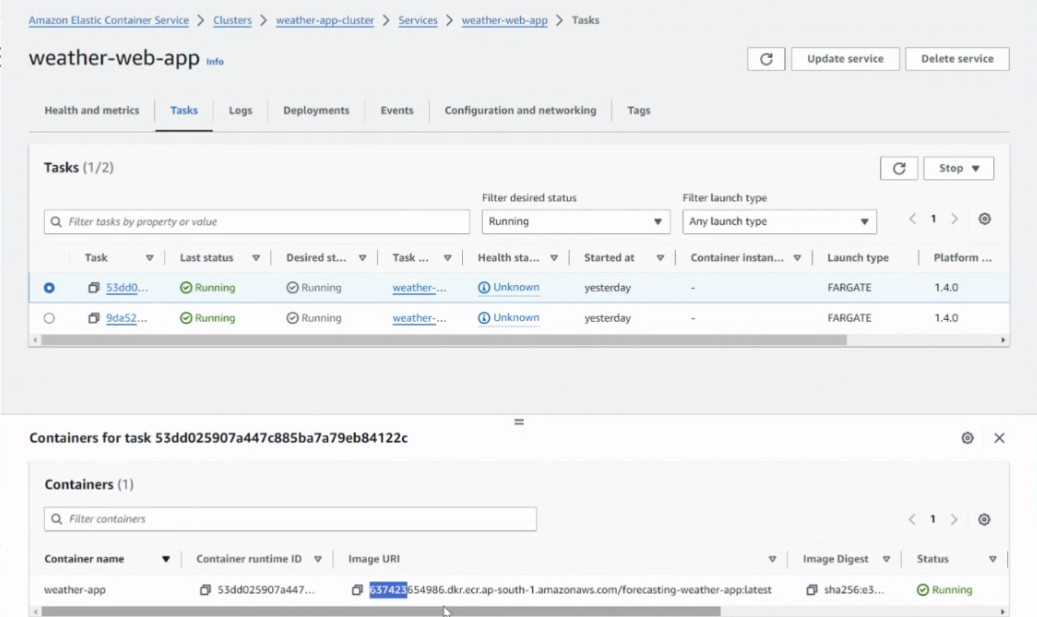 Amazon Elastic Container Service > Clusters > weather-app-cluster > Services > weather-web-app > Tasks
weather-web-app Info
Update service Delete service
Health and metrics Tasks Logs Deployments Events Configuration and networking Tags
Tasks (1/2)
Stop
Filter desired status Filter launch type
Filter tasks by property or value Running Any launch type 1
Task Last status Desired st... Task ... Health sta... Started at Container instan... Launch type Platform ...
53dd0... Running Running weather-... Unknown yesterday - FARGATE 1.4.0
9da52... Running Running weather-... Unknown yesterday - FARGATE 1.4.0
Containers for task 53dd025907a447c885ba7a79eb84122c
Containers (1)
Filter containers 1
Container name Container runtime ID Image URI Image Digest Status
weather-app 53dd025907a447... 637423654986.dkr.ecr.ap-south-1.amazonaws.com/forecasting-weather-app:latest sha256:e3... Running